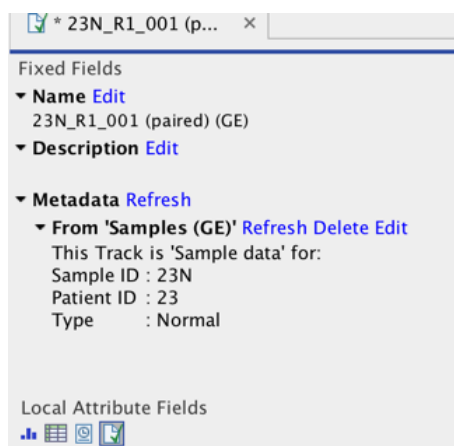 * 23N_R1_001 (p... ×
Fixed Fields
Name Edit
23N_R1_001 (paired) (GE)
Description Edit
Metadata Refresh
From 'Samples (GE)' Refresh Delete Edit
This Track is 'Sample data' for:
Sample ID : 23N
Patient ID : 23
Type : Normal
Local Attribute Fields